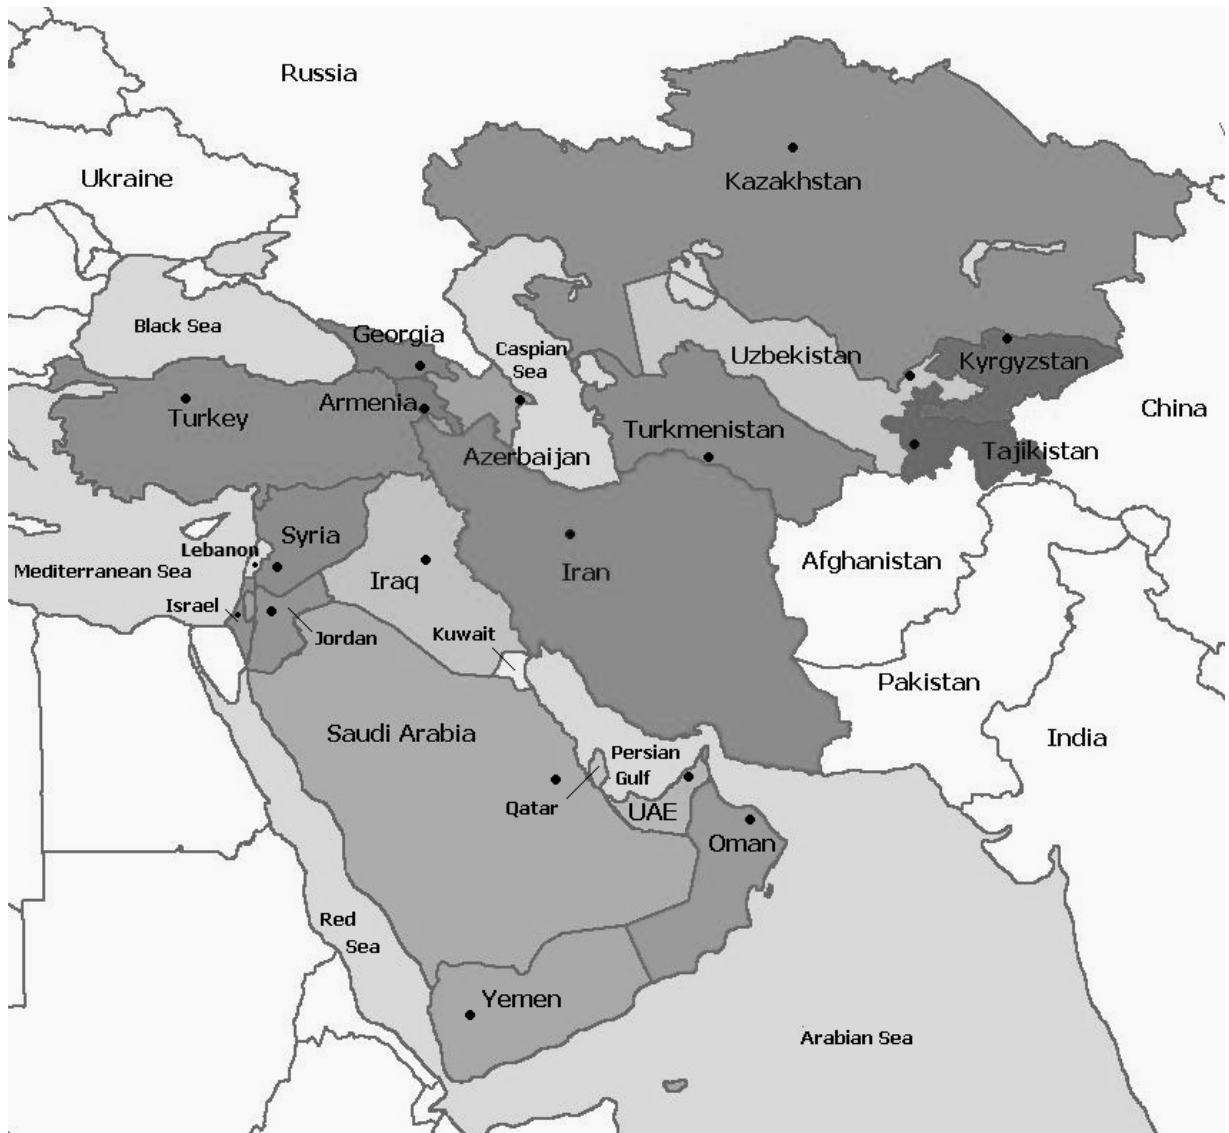 Russia
Ukraine
Kazakhstan
Black Sea
Georgia
Caspian
Sea
Uzbekistan
Kyrgyzstan
Turkey
Armenia
China
Turkmenistan
Azerbaijan
Tajikistan
Syria
Lebanon
Mediterranean Sea
Iraq
Iran
Afghanistan
Israel
Jordan
Kuwait
Pakistan
Saudi Arabia
India
Persian
Gulf
Qatar
UAE
Oman
Red
Sea
Yemen
Arabian Sea